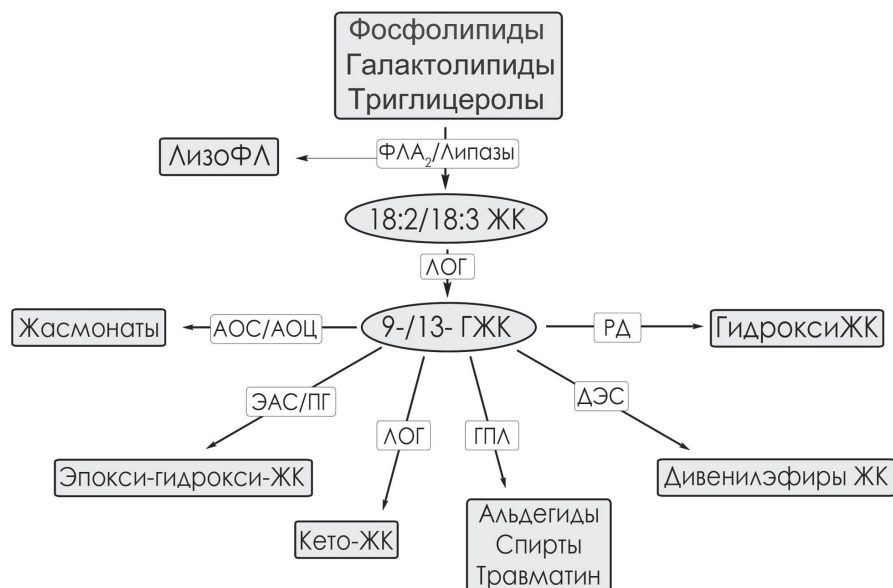 Фосфолипиды
Галактолипиды
Триглицеролы
ЛизоФЛ
ФЛА₂/Липазы
18:2/18:3 ЖК
ЛОГ
Жасмонаты
АОС/АОЦ
9-/13- ГЖК
РД
ГидроксиЖК
ЭАС/ПГ
ЛОГ
ГПЛ
ДЭС
Эпокси-гидрокси-ЖК
Дивенилэфиры ЖК
Кето-ЖК
Альдегиды
Спирты
Травматин